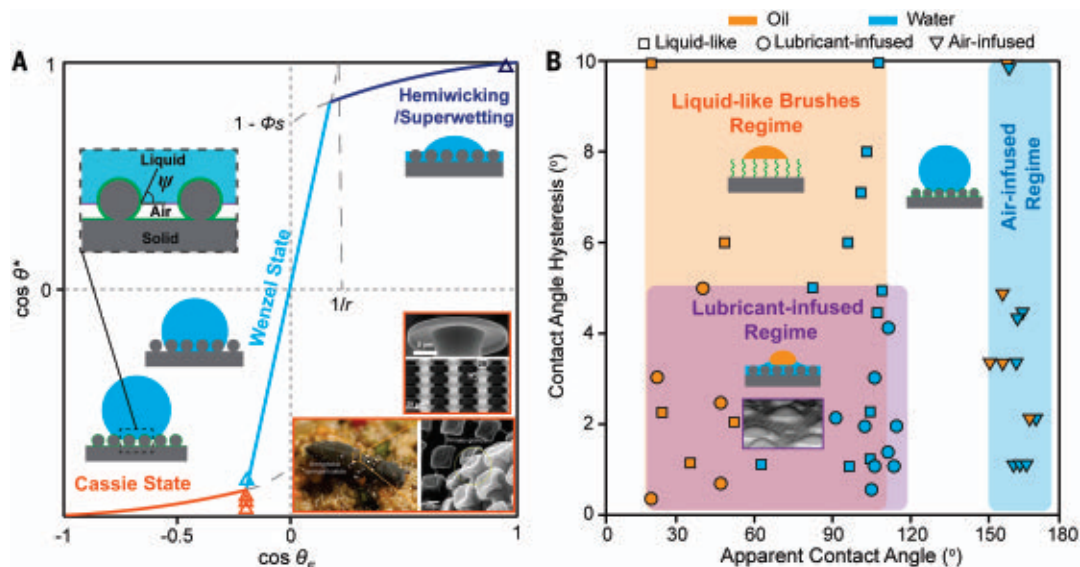 Oil Water
Liquid-like Lubricant-infused Air-infused
A
B
1
Hemiwicking
/Superwetting
1 - Φs
Liquid
ψ
Air
Solid
Wenzel State
cos θ*
0
1/r
Cassie State
-1
-1 -0.5 0 1
cos θ
10
8
6
4
2
0
Contact Angle Hysteresis (°)
Liquid-like Brushes
Regime
Lubricant-infused
Regime
Air-infused
Regime
0 30 60 90 120 150 180
Apparent Contact Angle (°)